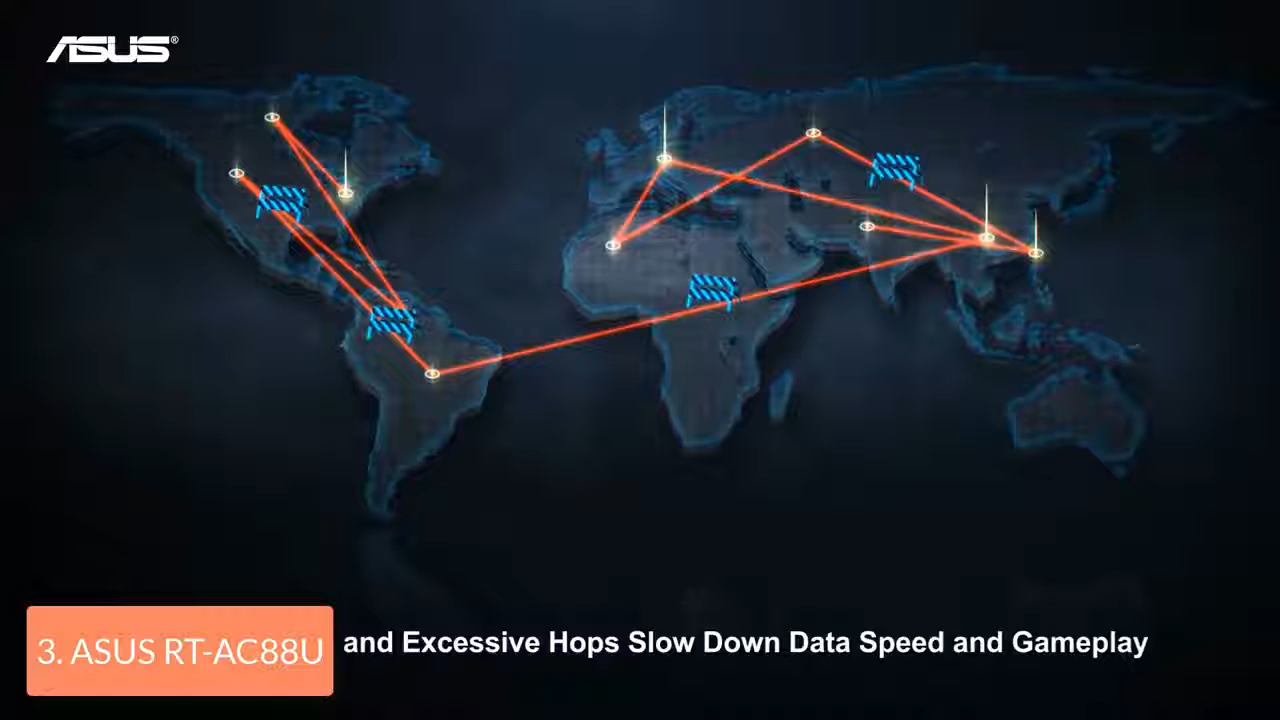 ASUS®
3. ASUS RT-AC88U
and Excessive Hops Slow Down Data Speed and Gameplay